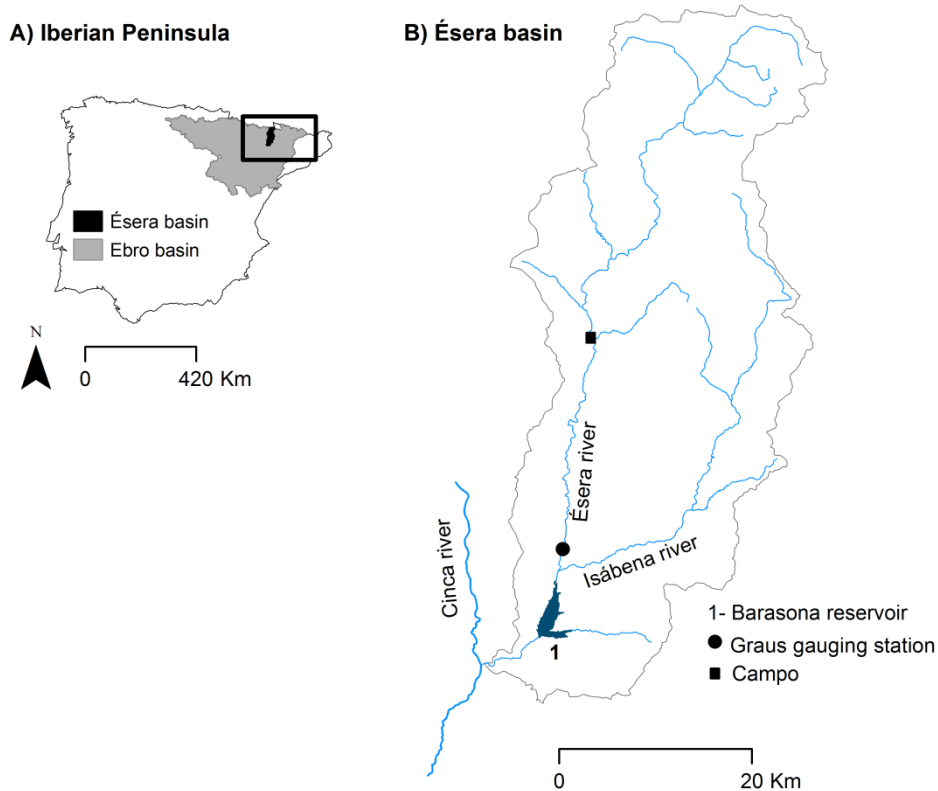 A) Iberian Peninsula
Ésera basin
Ebro basin
N
0
420 Km
B) Ésera basin
Ésera river
Cinca river
Isábena river
1
1- Barasona reservoir
Graus gauging station
Campo
0
20 Km